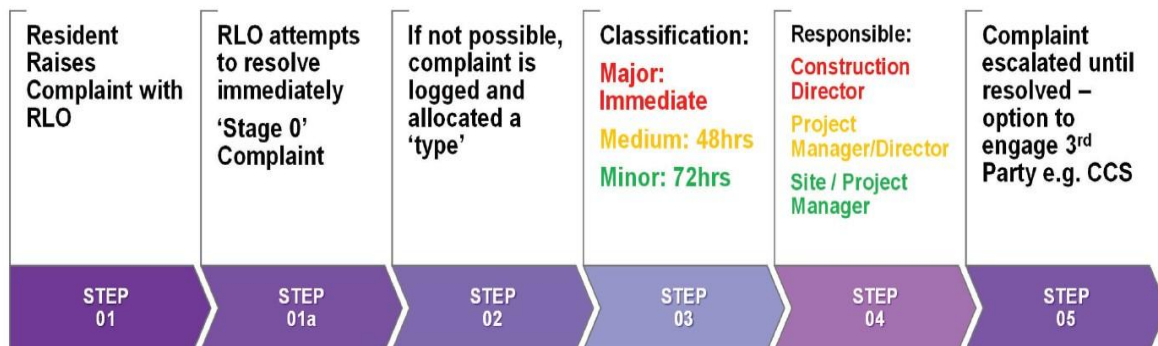 Resident
Raises
Complaint with
RLO
STEP
01
RLO attempts
to resolve
immediately
‘Stage 0’
Complaint
STEP
01a
If not possible,
complaint is
logged and
allocated a
‘type’
STEP
02
Classification:
Major:
Immediate
Medium: 48hrs
Minor: 72hrs
STEP
03
Responsible:
Construction
Director
Project
Manager/Director
Site / Project
Manager
STEP
04
Complaint
escalated until
resolved –
option to
engage 3rd
Party e.g. CCS
STEP
05